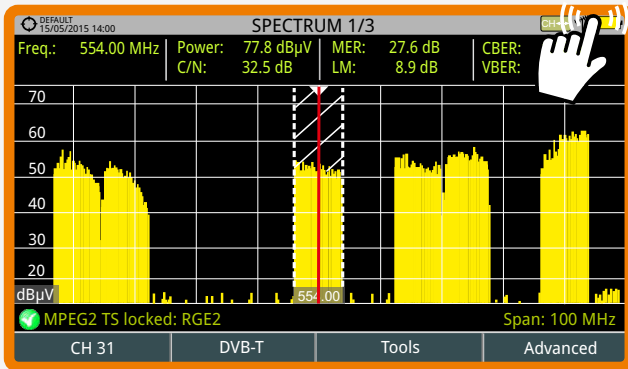 DEFAULT
15/05/2015 14:00
SPECTRUM 1/3
CH
Freq.: 554.00 MHz
Power: 77.8 dBµV
MER: 27.6 dB
CBER:
C/N: 32.5 dB
LM: 8.9 dB
VBER:
70
60
50
40
30
20
dBµV
554.00
MPEG2 TS locked: RGE2
Span: 100 MHz
CH 31
DVB-T
Tools
Advanced